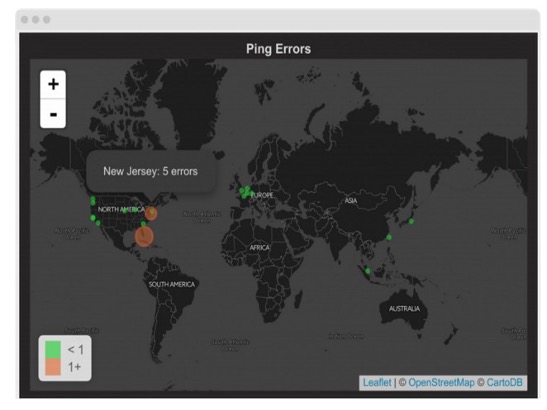 Ping Errors
+
-
New Jersey: 5 errors
NORTH AMERICA
EUROPE
ASIA
AFRICA
SOUTH AMERICA
AUSTRALIA
< 1
1+
Leaflet | © OpenStreetMap © CartoDB